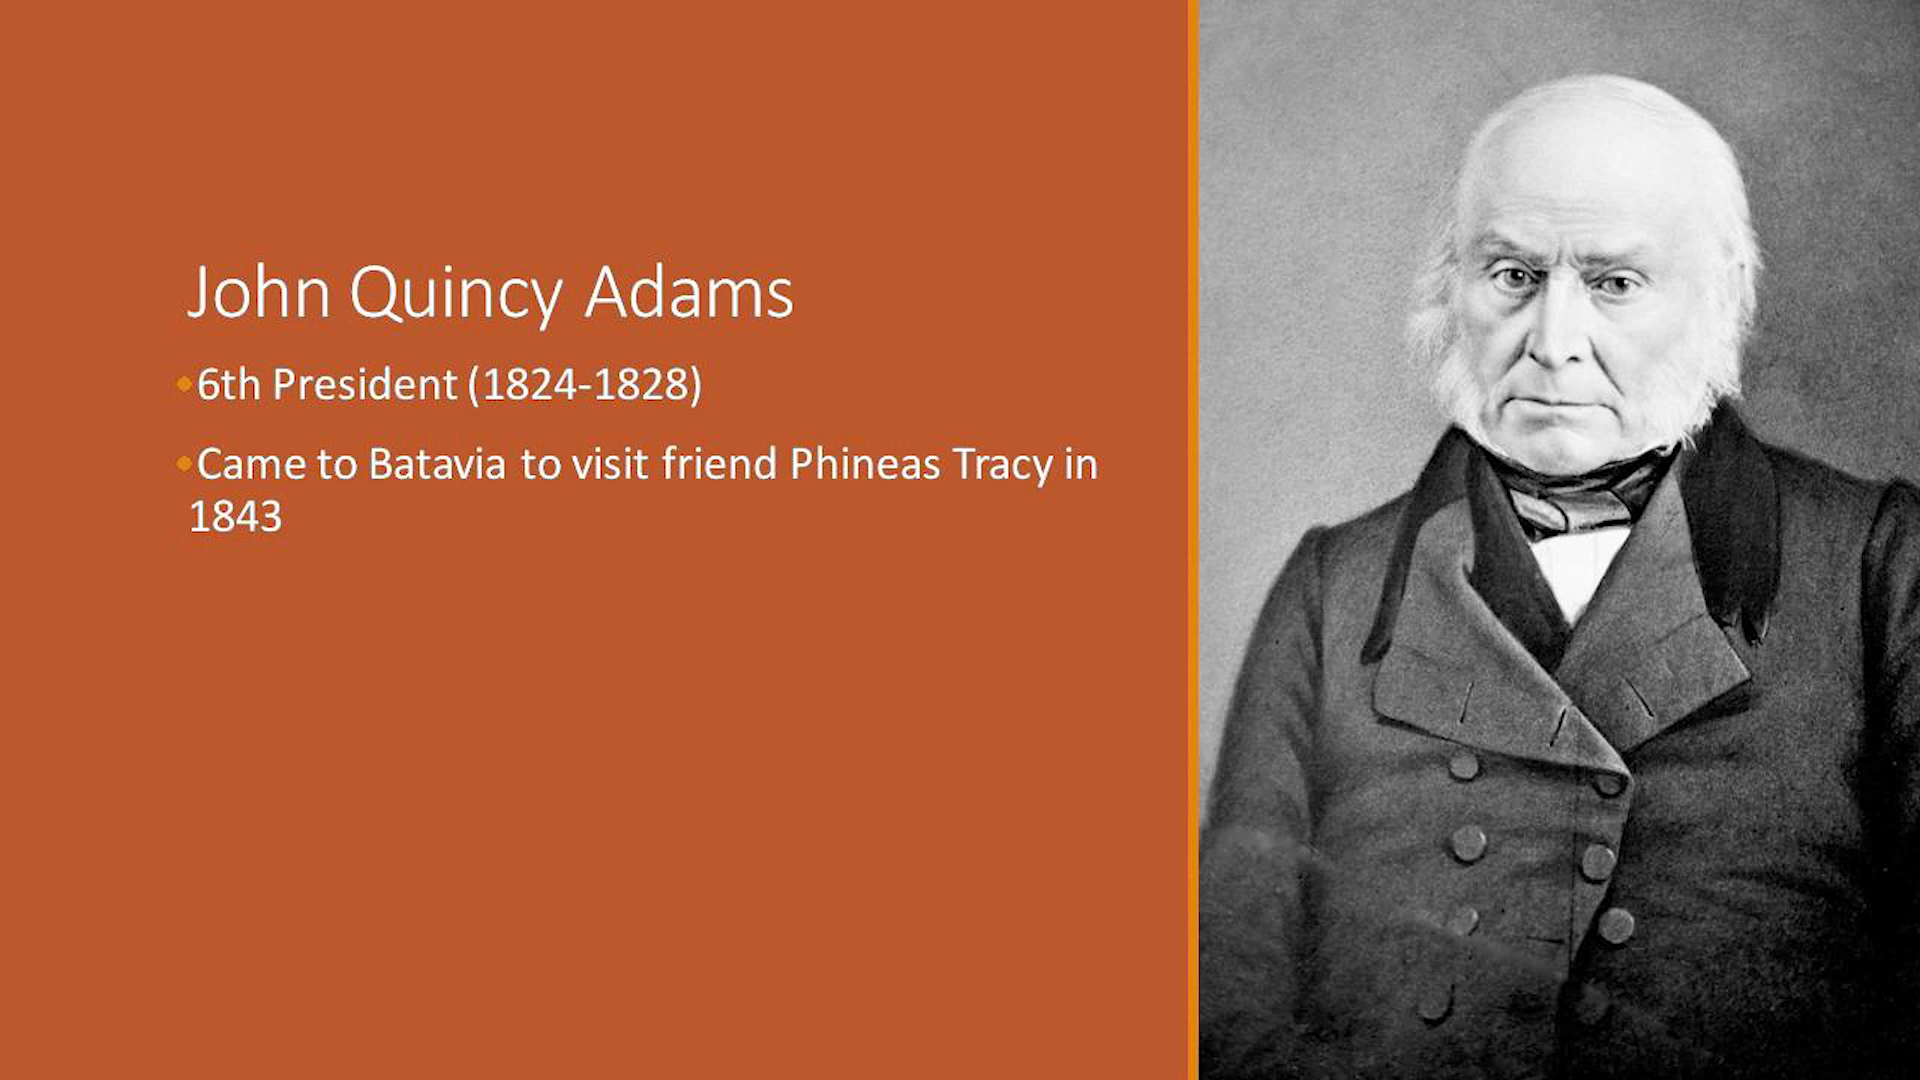 John Quincy Adams
•6th President (1824-1828)
•Came to Batavia to visit friend Phineas Tracy in
1843